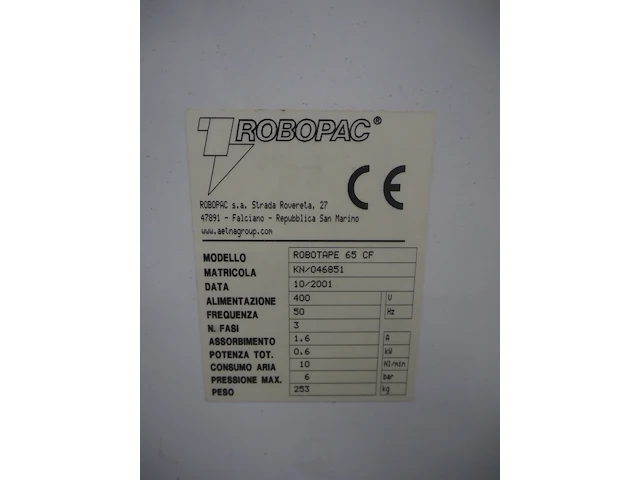 ROBOPAC®
CE
ROBOPAC s.a. Strada Rovereta, 27
47891 - Falciano - Repubblica San Marino
www.aetnagroup.com
MODELLO ROBOTAPE 65 CF
MATRICOLA KN/046851
DATA 10/2001
ALIMENTAZIONE 400 V
FREQUENZA 50 Hz
N. FASI 3
ASSORBIMENTO 1.6 A
POTENZA TOT. 0.6 kW
CONSUMO ARIA 10 Nl/min
PRESSIONE MAX. 6 bar
PESO 253 kg